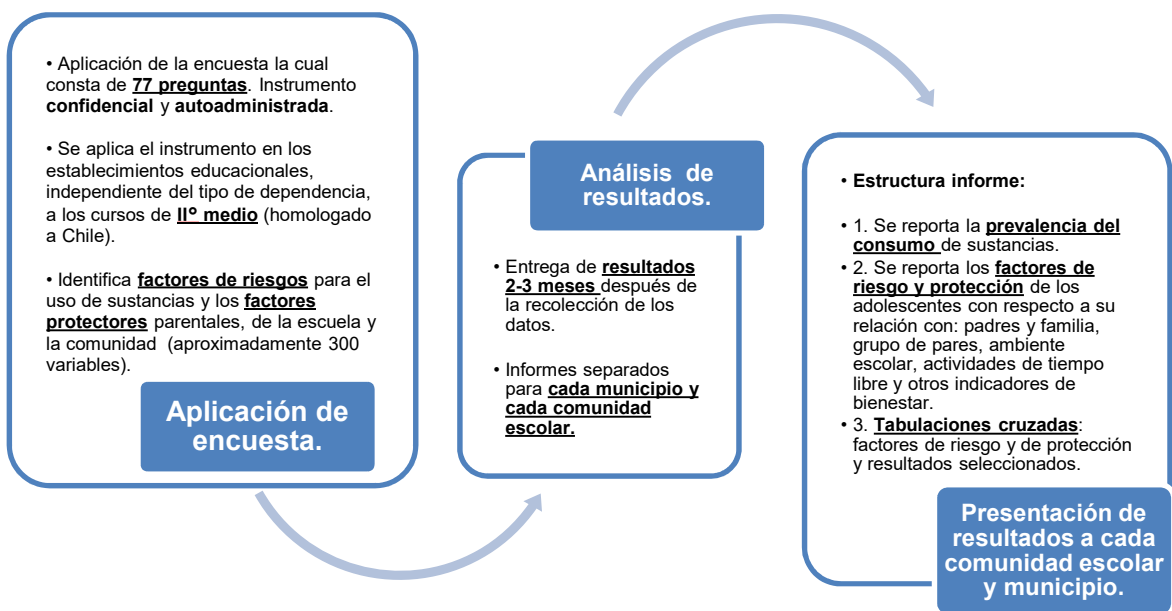 • Aplicación de la encuesta la cual
consta de 77 preguntas. Instrumento
confidencial y autoadministrada.
• Se aplica el instrumento en los
establecimientos educacionales,
independiente del tipo de dependencia,
a los cursos de IIº medio (homologado
a Chile).
• Identifica factores de riesgos para el
uso de sustancias y los factores
protectores parentales, de la escuela y
la comunidad (aproximadamente 300
variables).
Aplicación de
encuesta.
Análisis de
resultados.
• Entrega de resultados
2-3 meses después de
la recolección de los
datos.
• Informes separados
para cada municipio y
cada comunidad
escolar.
• Estructura informe:
• 1. Se reporta la prevalencia del
consumo de sustancias.
• 2. Se reporta los factores de
riesgo y protección de los
adolescentes con respecto a su
relación con: padres y familia,
grupo de pares, ambiente
escolar, actividades de tiempo
libre y otros indicadores de
bienestar.
• 3. Tabulaciones cruzadas:
factores de riesgo y de protección
y resultados seleccionados.
Presentación de
resultados a cada
comunidad escolar
y municipio.